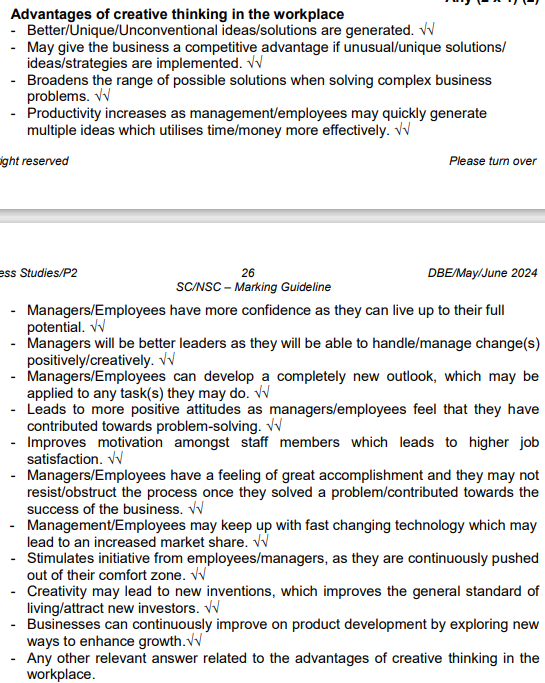 Advantages of creative thinking in the workplace
- Better/Unique/Unconventional ideas/solutions are generated. √√
- May give the business a competitive advantage if unusual/unique solutions/
ideas/strategies are implemented. √√
- Broadens the range of possible solutions when solving complex business
problems. √√
- Productivity increases as management/employees may quickly generate
multiple ideas which utilises time/money more effectively. √√
ight reserved Please turn over
ess Studies/P2 26 DBE/May/June 2024
SC/NSC – Marking Guideline
- Managers/Employees have more confidence as they can live up to their full
potential. √√
- Managers will be better leaders as they will be able to handle/manage change(s)
positively/creatively. √√
- Managers/Employees can develop a completely new outlook, which may be
applied to any task(s) they may do. √√
- Leads to more positive attitudes as managers/employees feel that they have
contributed towards problem-solving. √√
- Improves motivation amongst staff members which leads to higher job
satisfaction. √√
- Managers/Employees have a feeling of great accomplishment and they may not
resist/obstruct the process once they solved a problem/contributed towards the
success of the business. √√
- Management/Employees may keep up with fast changing technology which may
lead to an increased market share. √√
- Stimulates initiative from employees/managers, as they are continuously pushed
out of their comfort zone. √√
- Creativity may lead to new inventions, which improves the general standard of
living/attract new investors. √√
- Businesses can continuously improve on product development by exploring new
ways to enhance growth.√√
- Any other relevant answer related to the advantages of creative thinking in the
workplace.